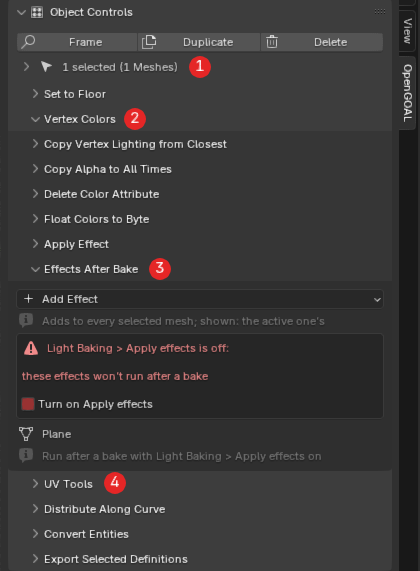 Object Controls
Frame
Duplicate
Delete
1 selected (1 Meshes) 1
Set to Floor
Vertex Colors 2
Copy Vertex Lighting from Closest
Copy Alpha to All Times
Delete Color Attribute
Float Colors to Byte
Apply Effect
Effects After Bake 3
+ Add Effect
Adds to every selected mesh; shown: the active one's
Light Baking > Apply effects is off:
these effects won't run after a bake
Turn on Apply effects
Plane
Run after a bake with Light Baking > Apply effects on
UV Tools 4
Distribute Along Curve
Convert Entities
Export Selected Definitions
View
OpenGOAL